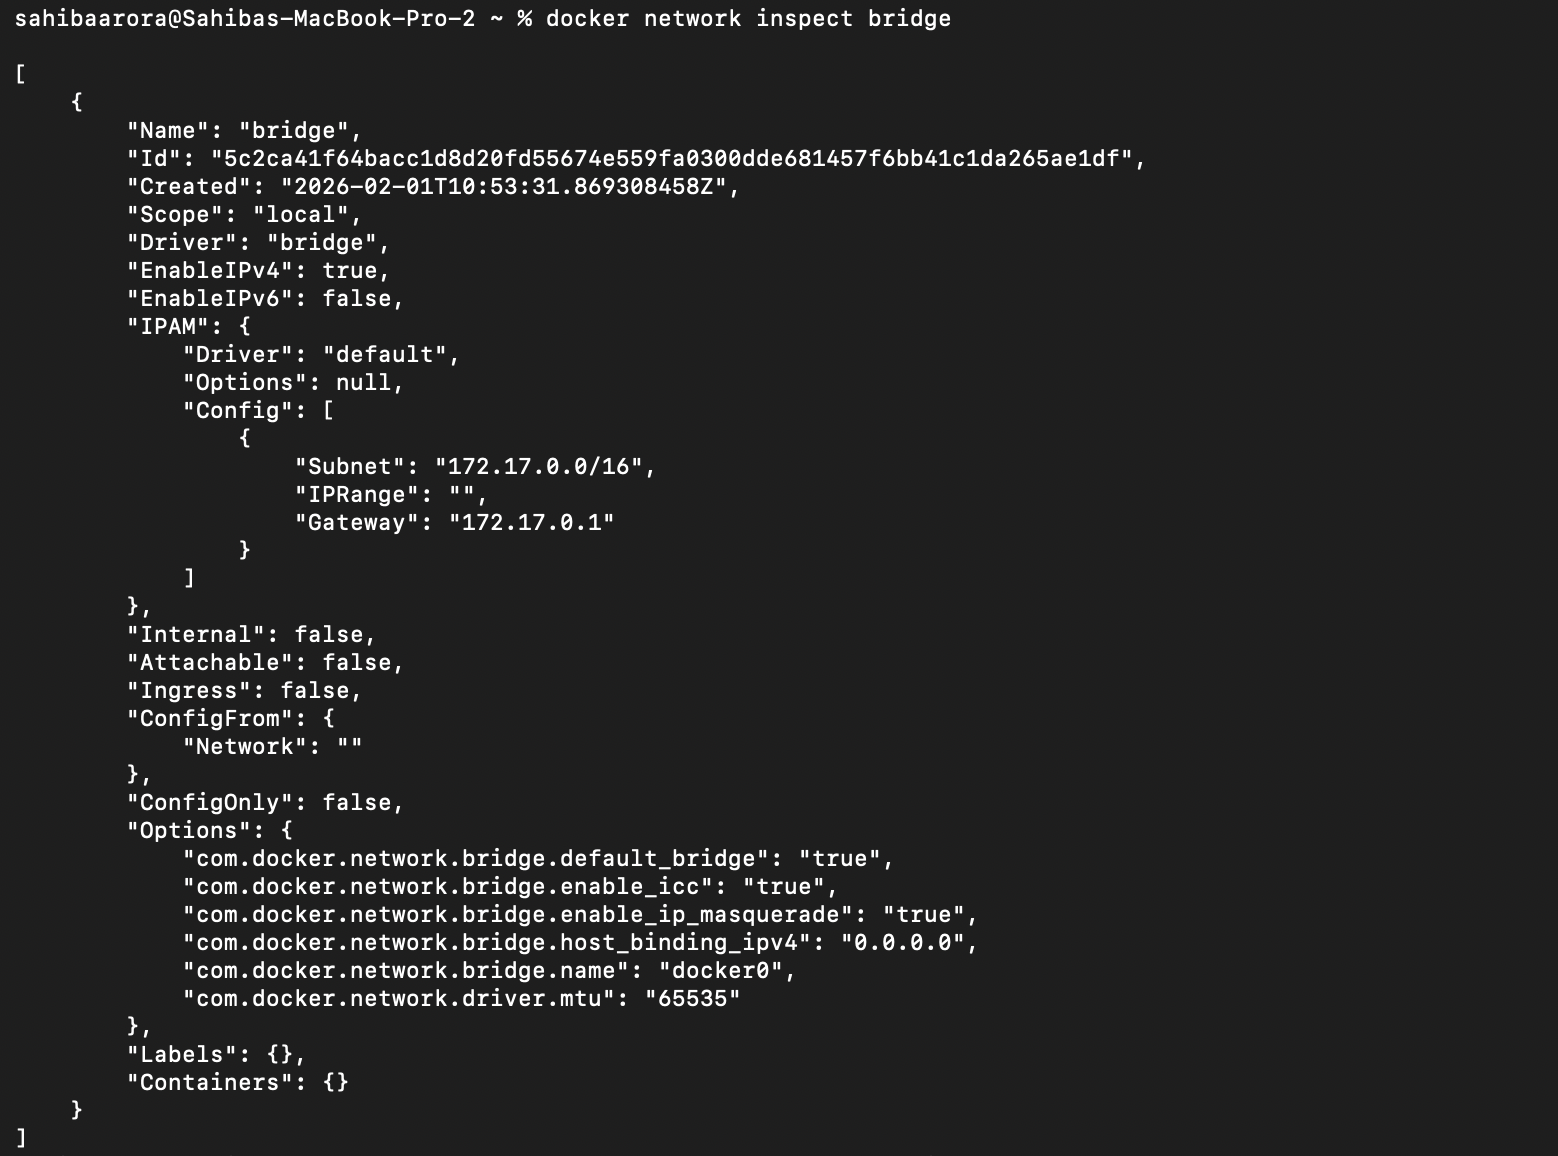 sahibaarora@Sahibas-MacBook-Pro-2 ~ % docker network inspect bridge
[
    {
        "Name": "bridge",
        "Id": "5c2ca41f64bacc1d8d20fd55674e559fa0300dde681457f6bb41c1da265ae1df",
        "Created": "2026-02-01T10:53:31.869308458Z",
        "Scope": "local",
        "Driver": "bridge",
        "EnableIPv4": true,
        "EnableIPv6": false,
        "IPAM": {
            "Driver": "default",
            "Options": null,
            "Config": [
                {
                    "Subnet": "172.17.0.0/16",
                    "IPRange": "",
                    "Gateway": "172.17.0.1"
                }
            ]
        },
        "Internal": false,
        "Attachable": false,
        "Ingress": false,
        "ConfigFrom": {
            "Network": ""
        },
        "ConfigOnly": false,
        "Options": {
            "com.docker.network.bridge.default_bridge": "true",
            "com.docker.network.bridge.enable_icc": "true",
            "com.docker.network.bridge.enable_ip_masquerade": "true",
            "com.docker.network.bridge.host_binding_ipv4": "0.0.0.0",
            "com.docker.network.bridge.name": "docker0",
            "com.docker.network.driver.mtu": "65535"
        },
        "Labels": {},
        "Containers": {}
    }
]